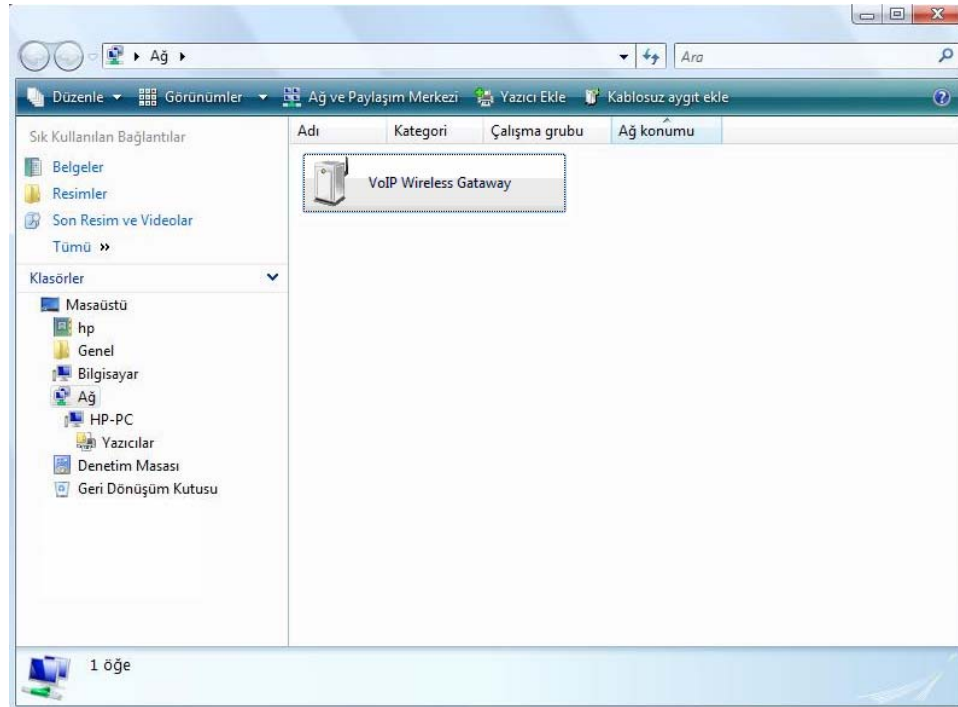 Ağ
Ara
Düzenle Görünümler Ağ ve Paylaşım Merkezi Yazıcı Ekle Kablosuz aygıt ekle
Sık Kullanılan Bağlantılar
Belgeler
Resimler
Son Resim ve Videolar
Tümü »
Klasörler
Masaüstü
hp
Genel
Bilgisayar
Ağ
HP-PC
Yazıcılar
Denetim Masası
Geri Dönüşüm Kutusu
Adı Kategori Çalışma grubu Ağ konumu
VoIP Wireless Gataway
1 öğe